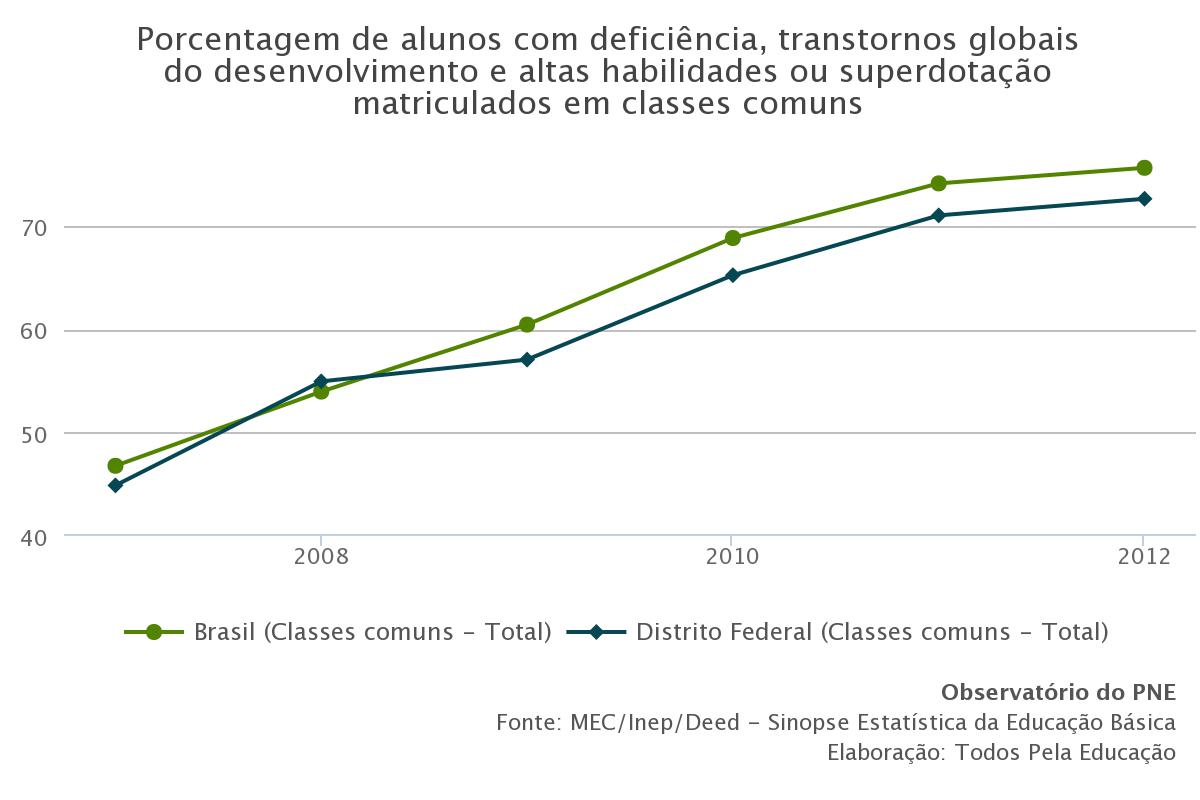 Porcentagem de alunos com deficiência, transtornos globais
do desenvolvimento e altas habilidades ou superdotação
matriculados em classes comuns
70
60
50
40
2008 2010 2012
Brasil (Classes comuns – Total) Distrito Federal (Classes comuns – Total)
Observatório do PNE
Fonte: MEC/Inep/Deed – Sinopse Estatística da Educação Básica
Elaboração: Todos Pela Educação